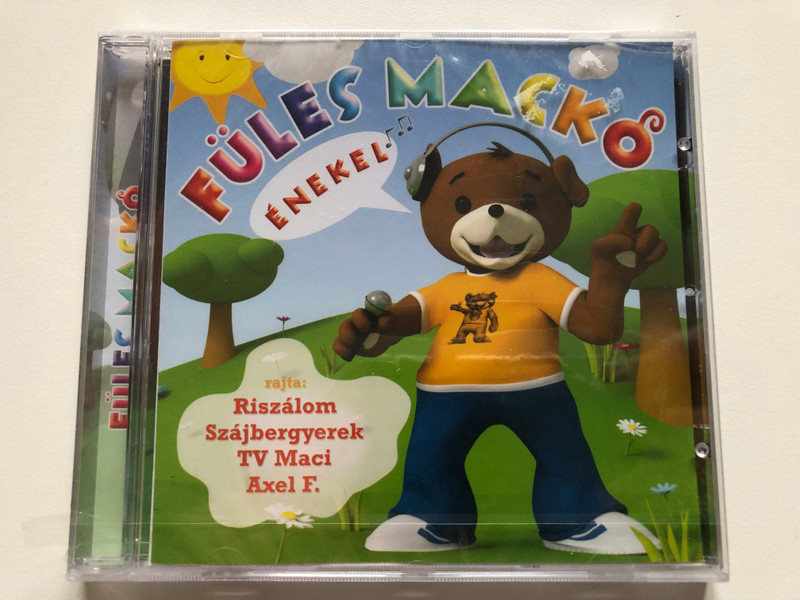 FÜLES MACKÓ
ÉNEKEL
rajta:
Riszálom
Szájbergyerek
TV Maci
Axel F.
FÜLES MACKÓ